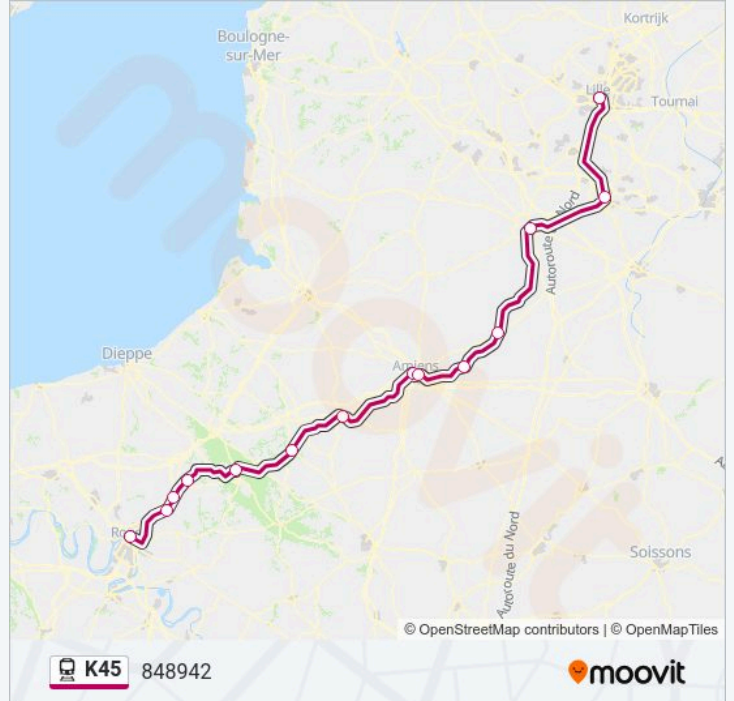 Kortrijk
Boulogne-
sur-Mer
Lille
Tournai
Autoroute
Nord
Dieppe
Amiens
moovit
Autoroute du Nord
Soissons
© OpenStreetMap contributors | © OpenMapTiles
K45 848942
moovit